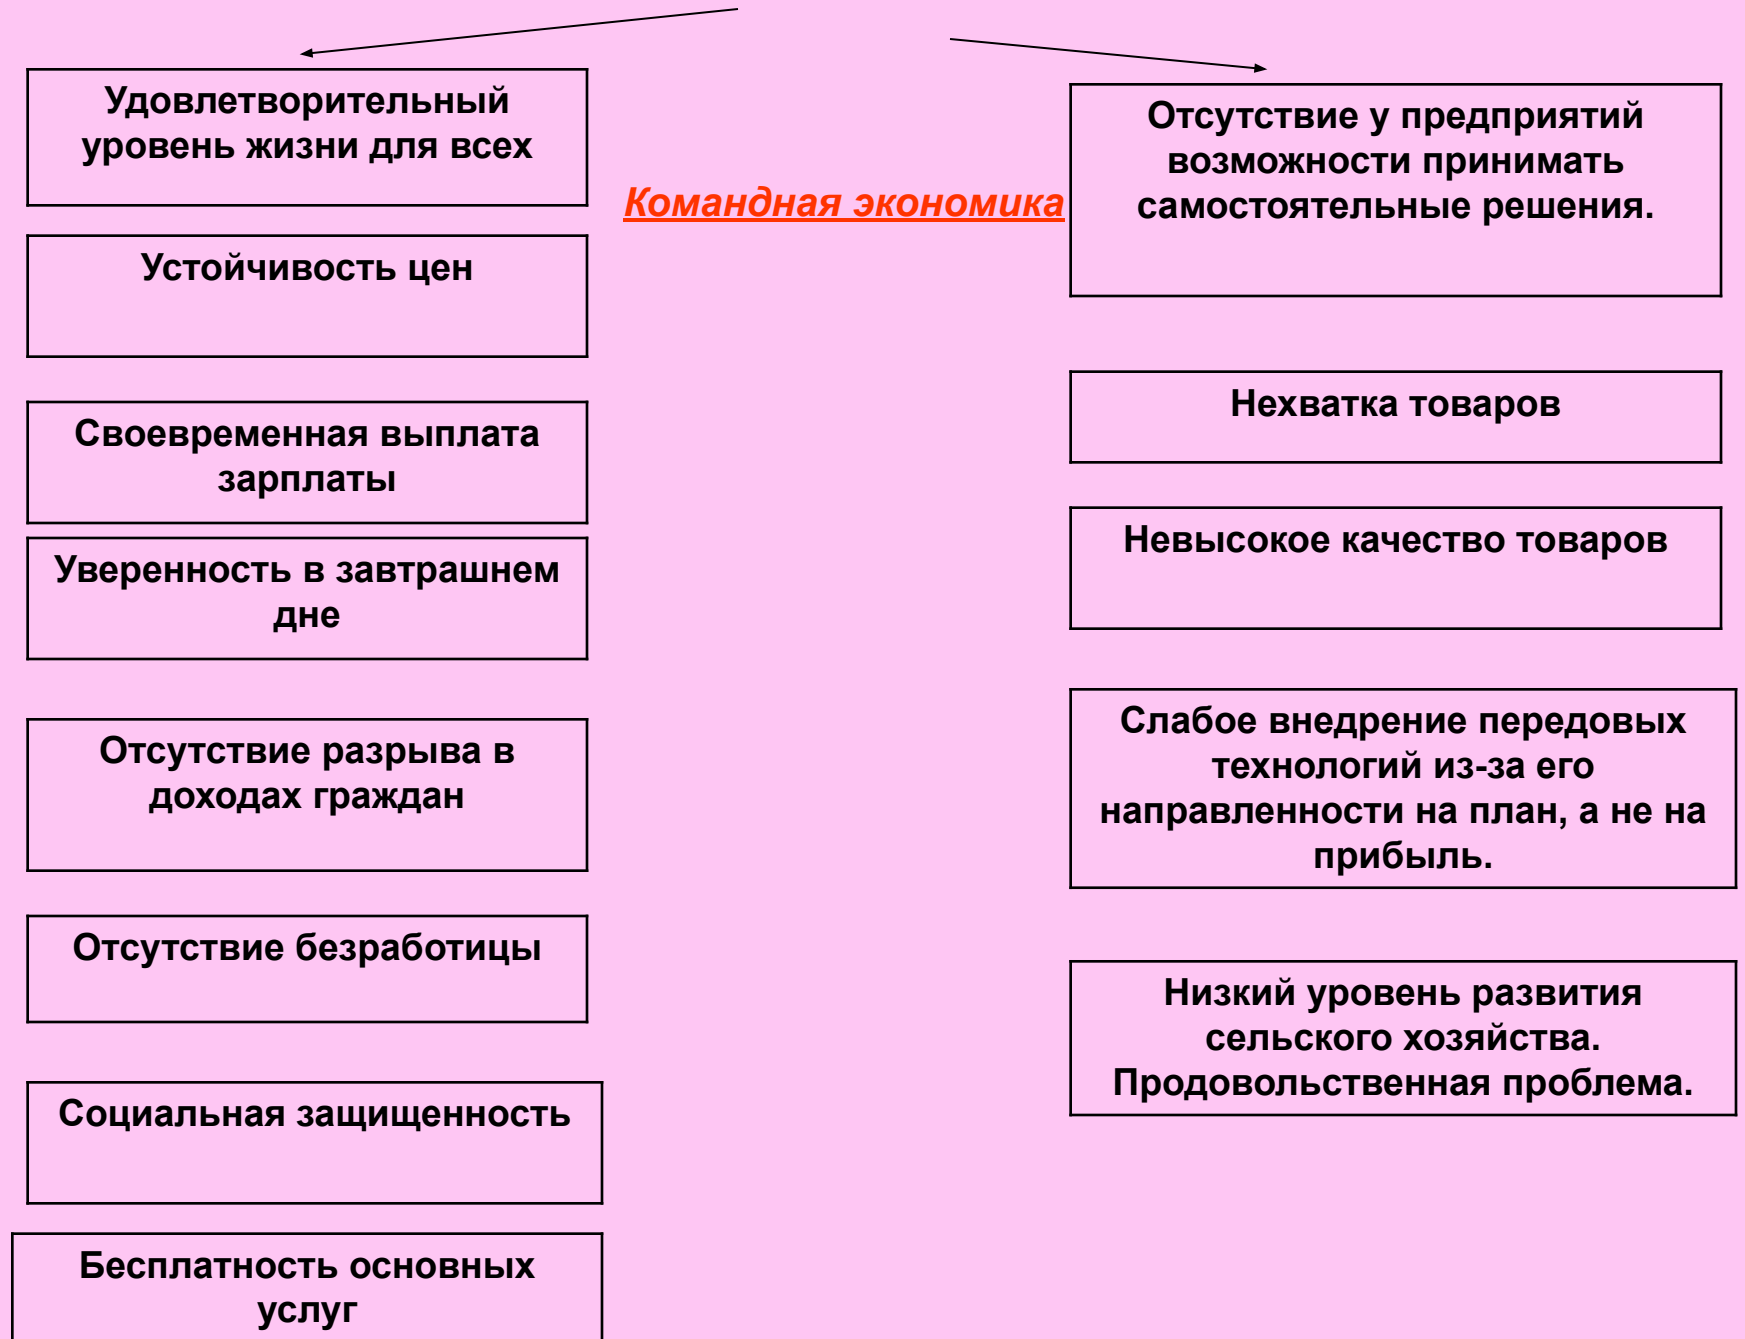 Удовлетворительный
уровень жизни для всех
Устойчивость цен
Своевременная выплата
зарплаты
Уверенность в завтрашнем
дне
Отсутствие разрыва в
доходах граждан
Отсутствие безработицы
Социальная защищенность
Бесплатность основных
услуг
Командная экономика
Отсутствие у предприятий
возможности принимать
самостоятельные решения.
Нехватка товаров
Невысокое качество товаров
Слабое внедрение передовых
технологий из-за его
направленности на план, а не на
прибыль.
Низкий уровень развития
сельского хозяйства.
Продовольственная проблема.